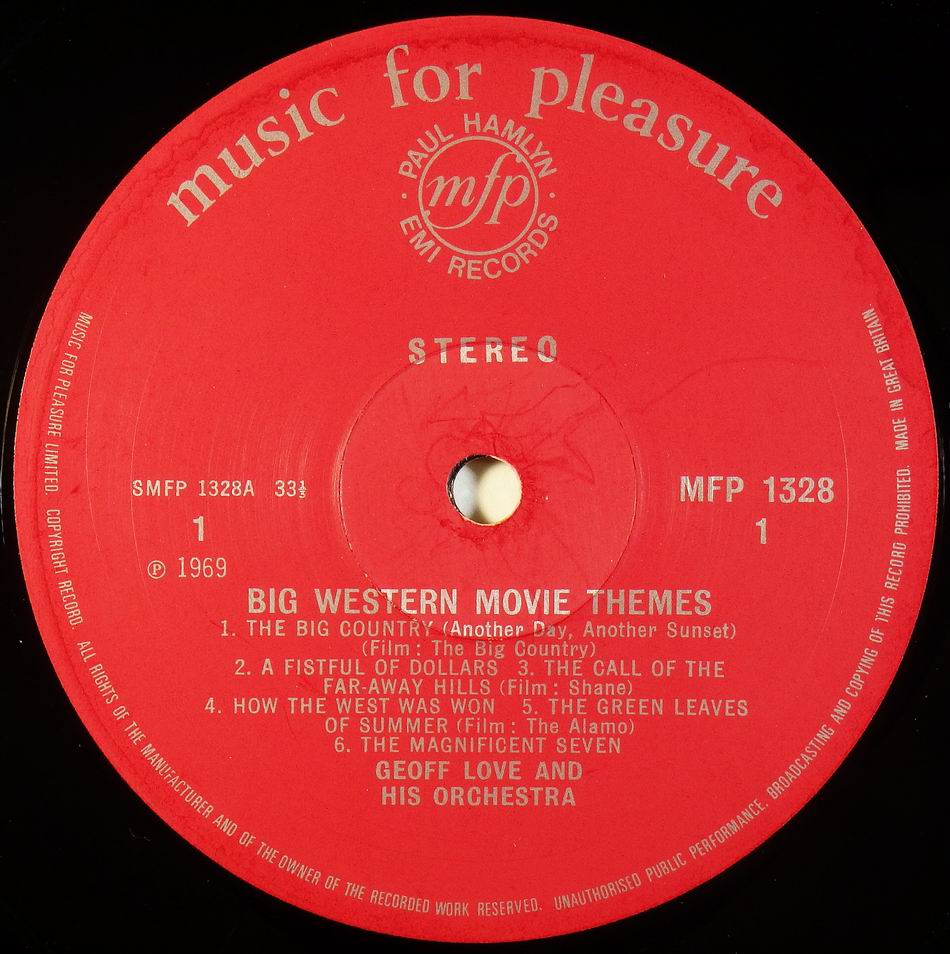 music for pleasure
PAUL HAMLYN
mfp
EMI RECORDS
STEREO
SMFP 1328A 33⅓
1
℗ 1969
MFP 1328
1
BIG WESTERN MOVIE THEMES
1. THE BIG COUNTRY (Another Day, Another Sunset)
(Film : The Big Country)
2. A FISTFUL OF DOLLARS 3. THE CALL OF THE
FAR-AWAY HILLS (Film : Shane)
4. HOW THE WEST WAS WON 5. THE GREEN LEAVES
OF SUMMER (Film : The Alamo)
6. THE MAGNIFICENT SEVEN
GEOFF LOVE AND
HIS ORCHESTRA
MUSIC FOR PLEASURE LIMITED. COPYRIGHT RECORD. ALL RIGHTS OF THE MANUFACTURER AND OF THE OWNER OF THE RECORDED WORK RESERVED. UNAUTHORISED PUBLIC PERFORMANCE, BROADCASTING AND COPYING OF THIS RECORD PROHIBITED. MADE IN GREAT BRITAIN